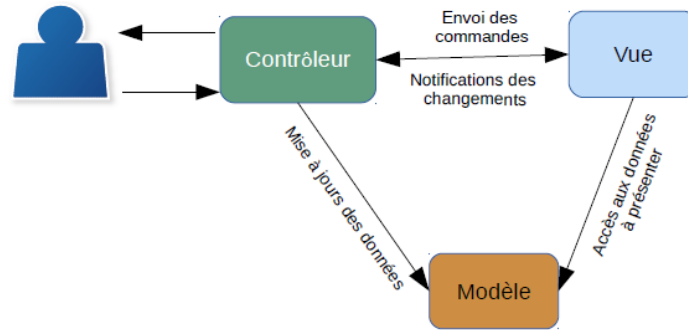 Envoi des
commandes
Contrôleur
Vue
Notifications des
changements
Mise à jours des données
Accès aux données
à présenter
Modèle